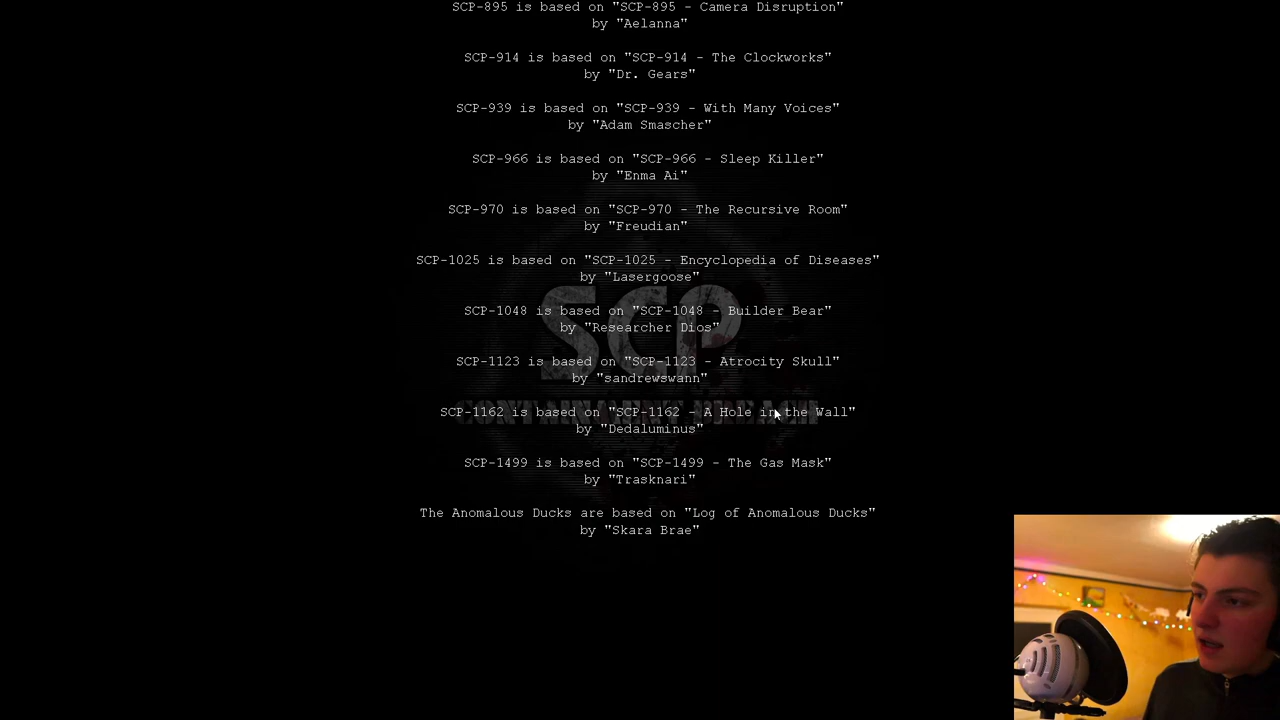 SCP-895 is based on "SCP-895 - Camera Disruption"
by "Aelanna"
SCP-914 is based on "SCP-914 - The Clockworks"
by "Dr. Gears"
SCP-939 is based on "SCP-939 - With Many Voices"
by "Adam Smascher"
SCP-966 is based on "SCP-966 - Sleep Killer"
by "Enma Ai"
SCP-970 is based on "SCP-970 - The Recursive Room"
by "Freudian"
SCP-1025 is based on "SCP-1025 - Encyclopedia of Diseases"
by "Lasergoose"
SCP-1048 is based on "SCP-1048 - Builder Bear"
by "Researcher Dios"
SCP
SCP-1123 is based on "SCP-1123 - Atrocity Skull"
by "sandrewswann"
SCP-1162 is based on "SCP-1162 - A Hole in the Wall"
CONTAINMENT BREACH
by "Dedaluminus"
SCP-1499 is based on "SCP-1499 - The Gas Mask"
by "Trasknari"
The Anomalous Ducks are based on "Log of Anomalous Ducks"
by "Skara Brae"